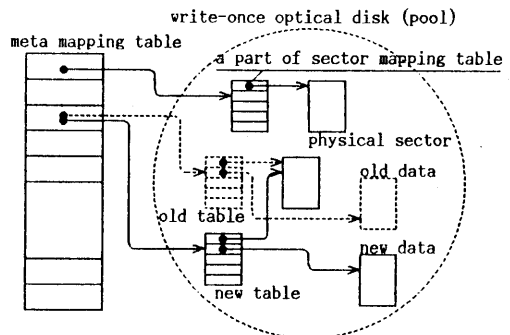 write-once optical disk (pool)
meta mapping table
a part of sector mapping table
physical sector
old data
old table
new data
new table